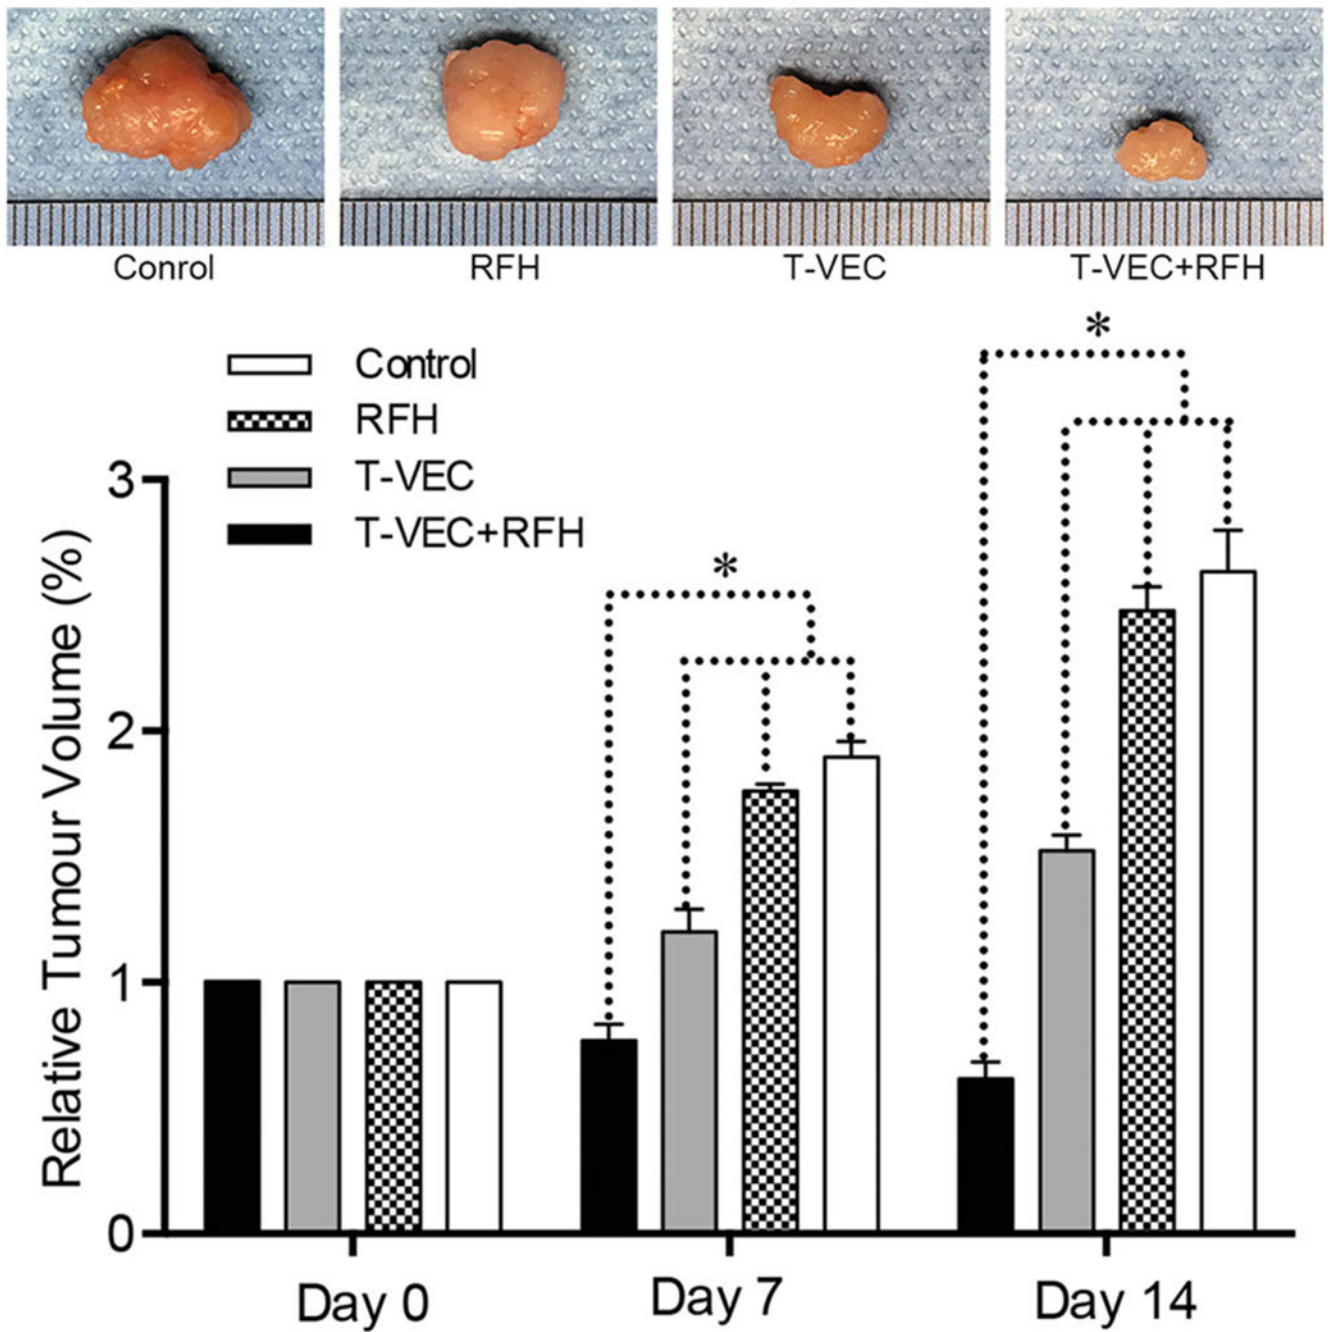 Conrol
RFH
T-VEC
T-VEC+RFH
*
Control
RFH
T-VEC
T-VEC+RFH
*
3
2
1
0
Relative Tumour Volume (%)
Day 0
Day 7
Day 14